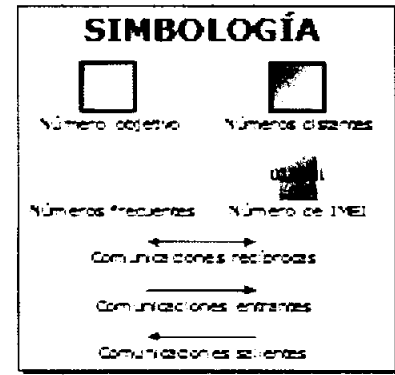 SIMBOLOGÍA
Número objetivo Números distantes
Números frecuentes Número de IMEI
Comunicaciones recíprocas
Comunicaciones entrantes
Comunicaciones salientes